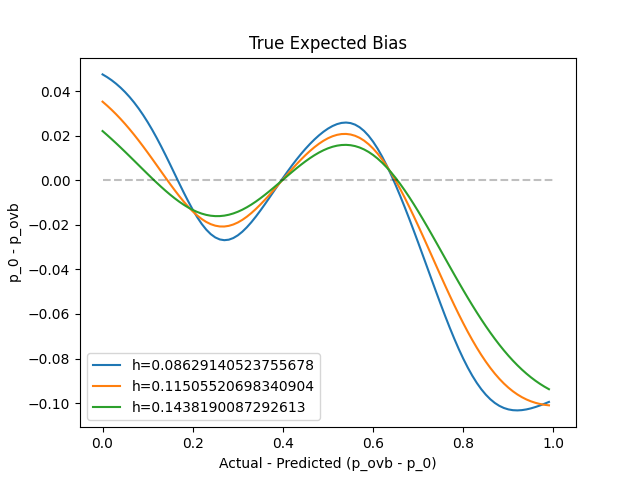 True Expected Bias
p_0 - p_ovb
0.04
0.02
0.00
−0.02
−0.04
−0.06
−0.08
−0.10
h=0.08629140523755678
h=0.11505520698340904
h=0.1438190087292613
0.0 0.2 0.4 0.6 0.8 1.0
Actual - Predicted (p_ovb - p_0)